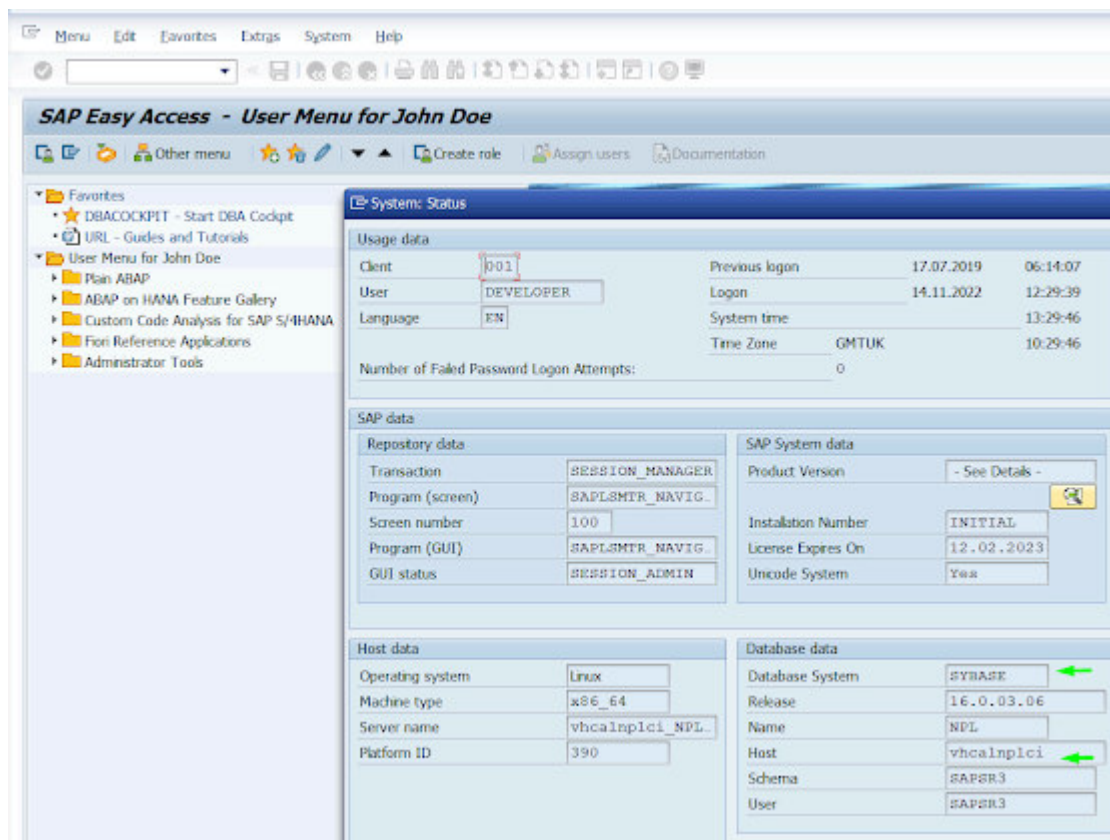 Menu Edit Favorites Extras System Help
SAP Easy Access - User Menu for John Doe
Other menu Create role Assign users Documentation
Favorites
DBACOCKPIT - Start DBA Cockpit
URL - Guides and Tutorials
User Menu for John Doe
Plain ABAP
ABAP on HANA Feature Gallery
Custom Code Analysis for SAP S/4HANA
Fiori Reference Applications
Administrator Tools
System: Status
Usage data
Client 001 Previous logon 17.07.2019 06:14:07
User DEVELOPER Logon 14.11.2022 12:29:39
Language EN System time 13:29:46
Time Zone GMTUK 10:29:46
Number of Failed Password Logon Attempts: 0
SAP data
Repository data
Transaction SESSION_MANAGER
Program (screen) SAPLSMTR_NAVIG..
Screen number 100
Program (GUI) SAPLSMTR_NAVIG..
GUI status SESSION_ADMIN
SAP System data
Product Version - See Details -
Installation Number INITIAL
License Expires On 12.02.2023
Unicode System Yes
Host data
Operating system Linux
Machine type x86_64
Server name vhcalnplci_NPL..
Platform ID 390
Database data
Database System SYBASE
Release 16.0.03.06
Name NPL
Host vhcalnplci
Schema SAPSR3
User SAPSR3